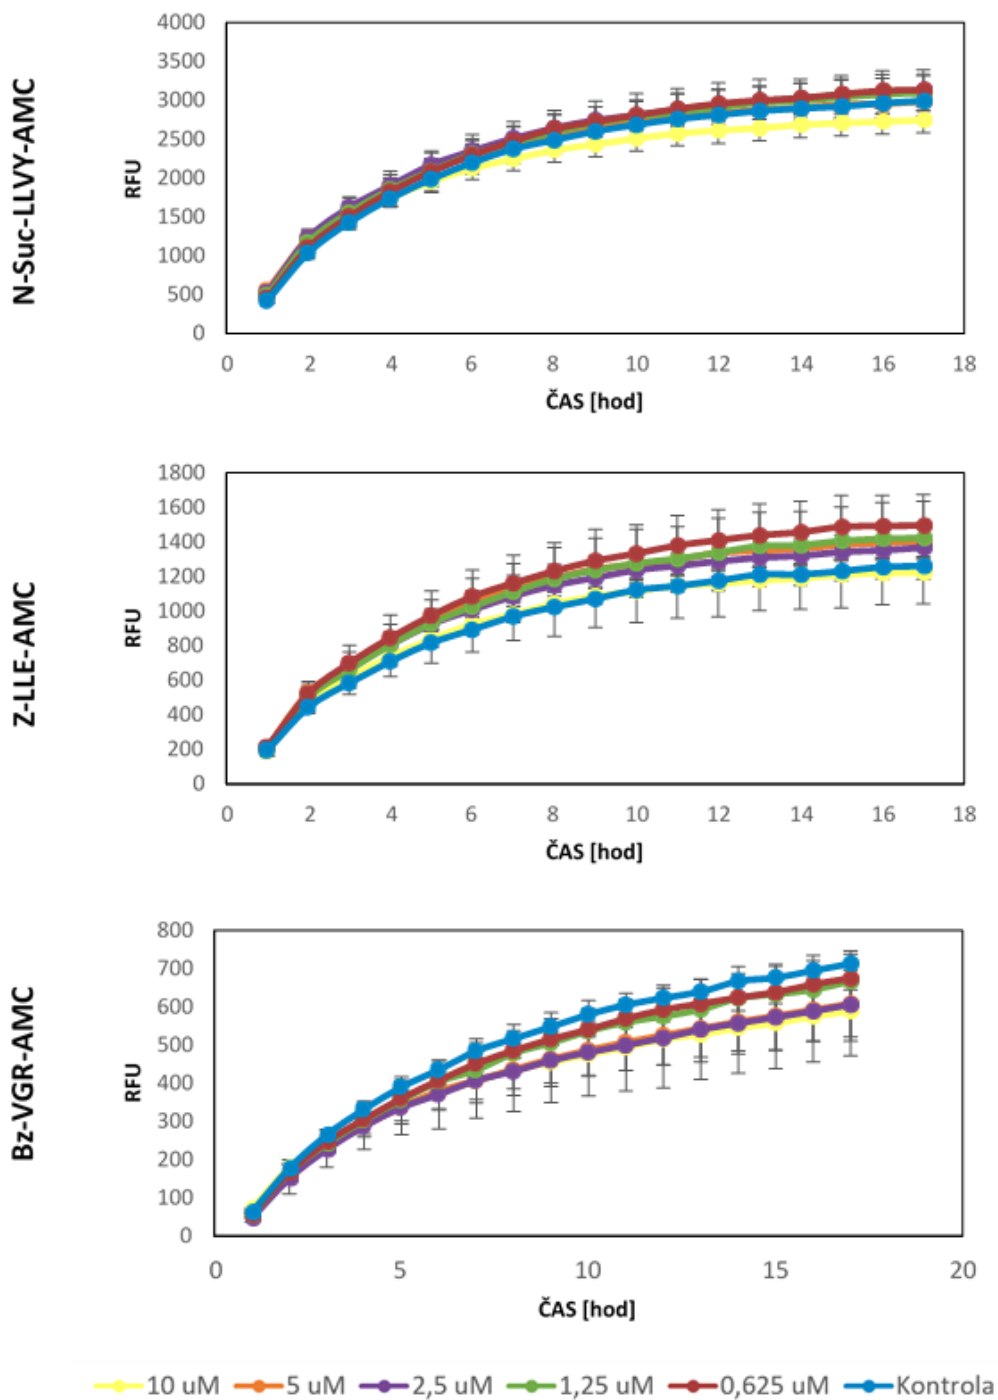 N-Suc-LLVY-AMC
RFU
4000
3500
3000
2500
2000
1500
1000
500
0
0 2 4 6 8 10 12 14 16 18
ČAS [hod]
Z-LLE-AMC
RFU
1800
1600
1400
1200
1000
800
600
400
200
0
0 2 4 6 8 10 12 14 16 18
ČAS [hod]
Bz-VGR-AMC
RFU
800
700
600
500
400
300
200
100
0
0 5 10 15 20
ČAS [hod]
10 uM 5 uM 2,5 uM 1,25 uM 0,625 uM Kontrola